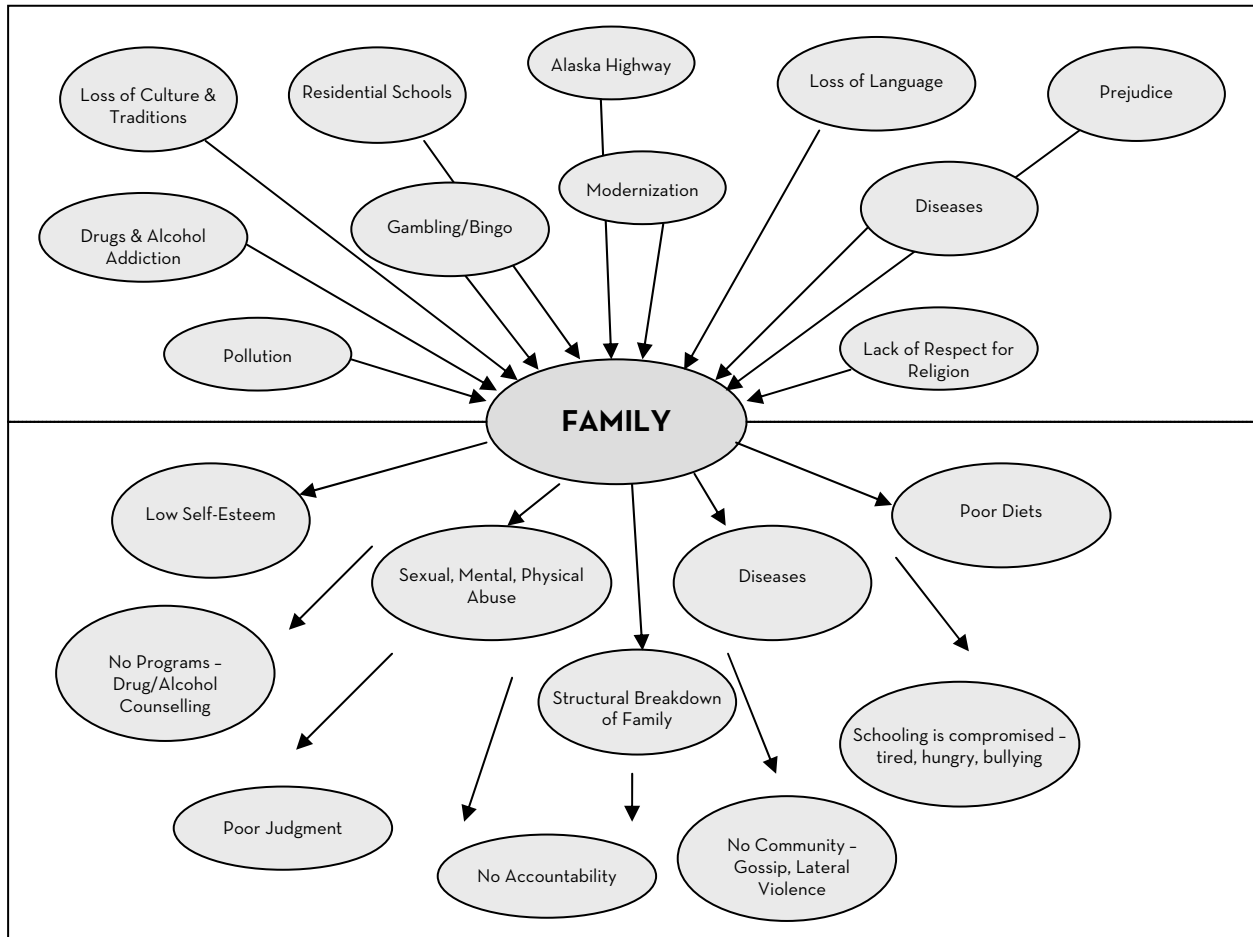 Alaska Highway
Loss of Culture &
Traditions
Residential Schools
Loss of Language
Prejudice
Modernization
Drugs & Alcohol
Addiction
Gambling/Bingo
Diseases
Pollution
Lack of Respect for
Religion
FAMILY
Low Self-Esteem
Poor Diets
Sexual, Mental, Physical
Abuse
Diseases
No Programs –
Drug/Alcohol
Counselling
Structural Breakdown
of Family
Schooling is compromised –
tired, hungry, bullying
Poor Judgment
No Accountability
No Community –
Gossip, Lateral
Violence